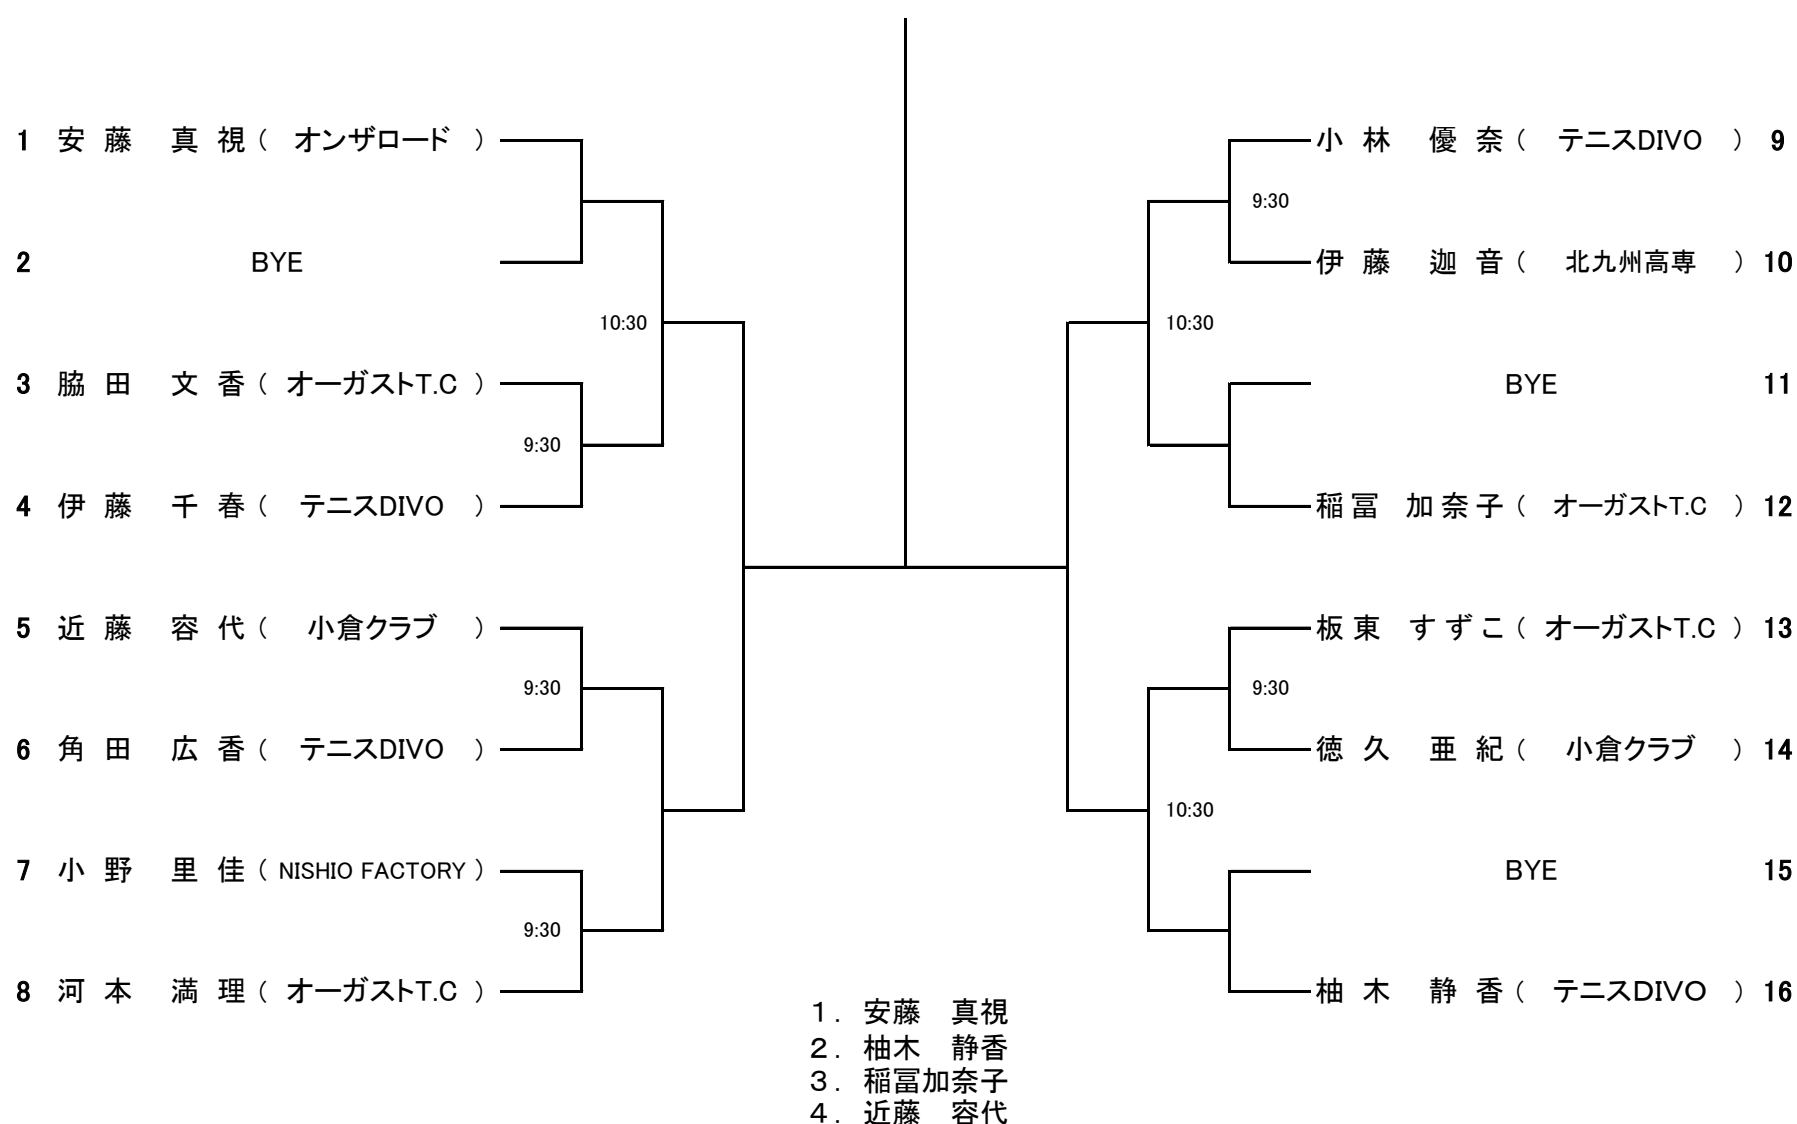 1 安藤 真視 ( オンザロード )
2 BYE
10:30
3 脇田 文香 ( オーガストT.C )
9:30
4 伊藤 千春 ( テニスDIVO )
5 近藤 容代 ( 小倉クラブ )
9:30
6 角田 広香 ( テニスDIVO )
7 小野 里佳 ( NISHIO FACTORY )
9:30
8 河本 満理 ( オーガストT.C )
小林 優奈 ( テニスDIVO ) 9
9:30
伊藤 迦音 ( 北九州高専 ) 10
10:30
BYE 11
稲冨 加奈子 ( オーガストT.C ) 12
板東 すずこ ( オーガストT.C ) 13
9:30
徳久 亜紀 ( 小倉クラブ ) 14
10:30
BYE 15
柚木 静香 ( テニスDIVO ) 16
1. 安藤 真視
2. 柚木 静香
3. 稲冨加奈子
4. 近藤 容代